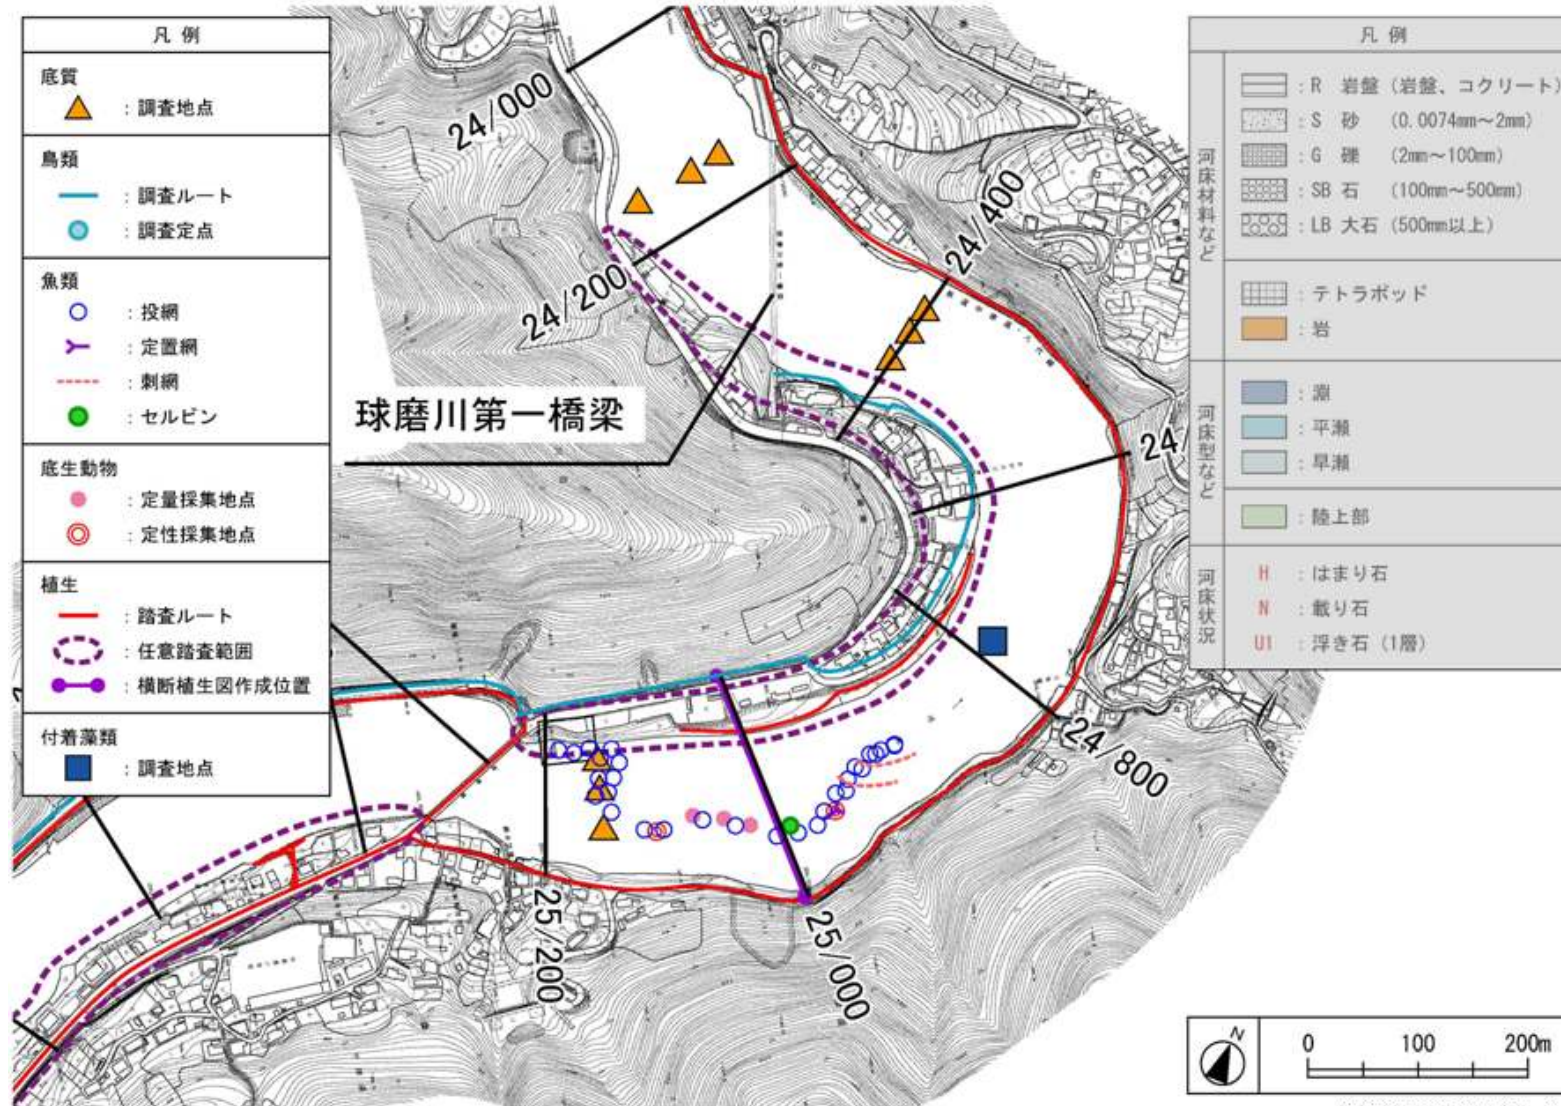 凡 例
底質
：調査地点
鳥類
：調査ルート
：調査定点
魚類
：投網
：定置網
：刺網
：セルビン
底生動物
：定量採集地点
：定性採集地点
植生
：踏査ルート
：任意踏査範囲
：横断植生図作成位置
付着藻類
：調査地点
24/000
24/200
24/400
24/
球磨川第一橋梁
24/800
25/000
25/200
凡 例
河床材料など
：R 岩盤（岩盤、コクリート）
：S 砂 （0.0074mm～2mm）
：G 礫 （2mm～100mm）
：SB 石 （100mm～500mm）
：LB 大石（500mm以上）
：テトラポッド
：岩
河床型など
：淵
：平瀬
：早瀬
：陸上部
河床状況
H ：はまり石
N ：載り石
U1 ：浮き石（1層）
N
0 100 200m